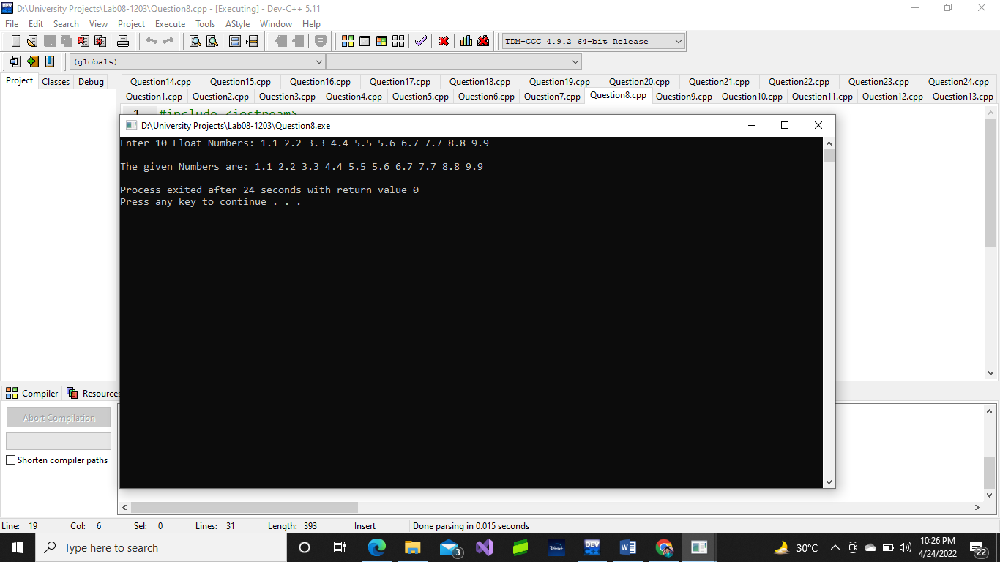 D:\University Projects\Lab08-1203\Question8.cpp - [Executing] - Dev-C++ 5.11
File Edit Search View Project Execute Tools AStyle Window Help
TDM-GCC 4.9.2 64-bit Release
(globals)
Project Classes Debug
Question14.cpp Question15.cpp Question16.cpp Question17.cpp Question18.cpp Question19.cpp Question20.cpp Question21.cpp Question22.cpp Question23.cpp Question24.cpp
Question1.cpp Question2.cpp Question3.cpp Question4.cpp Question5.cpp Question6.cpp Question7.cpp Question8.cpp Question9.cpp Question10.cpp Question11.cpp Question12.cpp Question13.cpp
1 #include <iostream>
D:\University Projects\Lab08-1203\Question8.exe
Enter 10 Float Numbers: 1.1 2.2 3.3 4.4 5.5 5.6 6.7 7.7 8.8 9.9
The given Numbers are: 1.1 2.2 3.3 4.4 5.5 5.6 6.7 7.7 8.8 9.9
--------------------------------
Process exited after 24 seconds with return value 0
Press any key to continue . . .
Compiler Resources
Abort Compilation
Shorten compiler paths
Line: 19 Col: 6 Sel: 0 Lines: 31 Length: 393 Insert Done parsing in 0.015 seconds
Type here to search
3
DEV
30°C
10:26 PM
4/24/2022
22